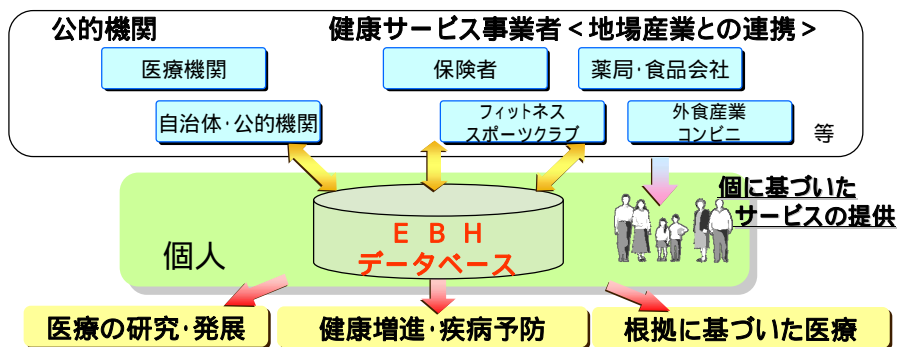 公的機関
健康サービス事業者＜地場産業との連携＞
医療機関
保険者
薬局・食品会社
自治体・公的機関
フィットネス
スポーツクラブ
外食産業
コンビニ
等
個に基づいた
サービスの提供
個人
ＥＢＨ
データベース
医療の研究・発展
健康増進・疾病予防
根拠に基づいた医療